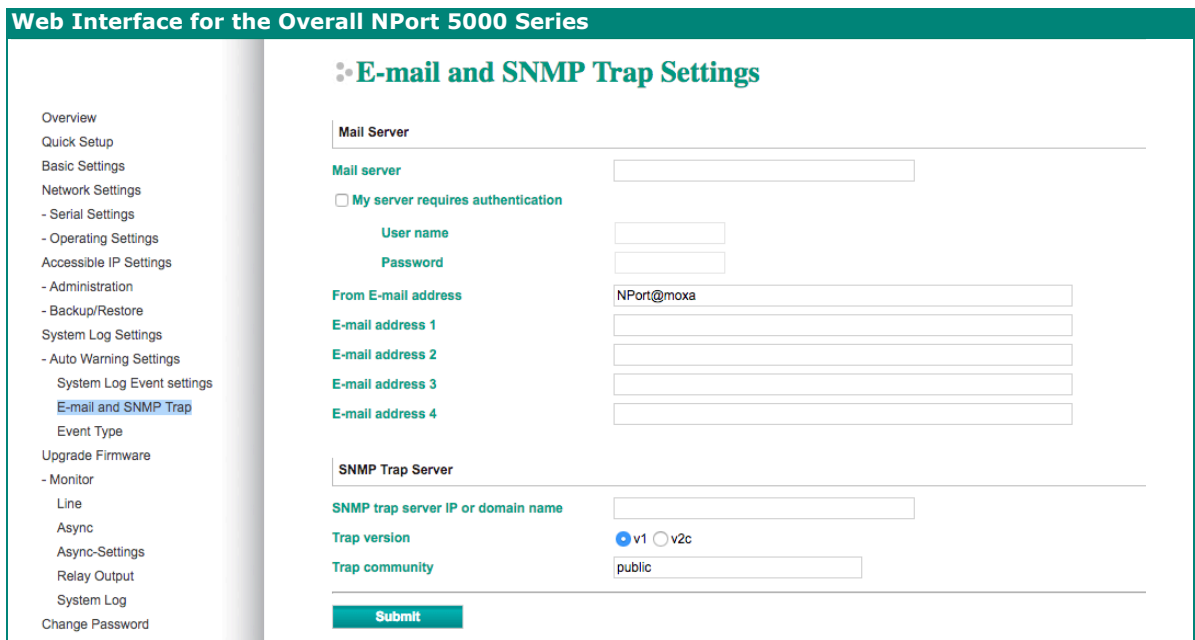 Web Interface for the Overall NPort 5000 Series
Overview
Quick Setup
Basic Settings
Network Settings
- Serial Settings
- Operating Settings
Accessible IP Settings
- Administration
- Backup/Restore
System Log Settings
- Auto Warning Settings
System Log Event settings
E-mail and SNMP Trap
Event Type
Upgrade Firmware
- Monitor
Line
Async
Async-Settings
Relay Output
System Log
Change Password
E-mail and SNMP Trap Settings
Mail Server
Mail server
My server requires authentication
User name
Password
From E-mail address NPort@moxa
E-mail address 1
E-mail address 2
E-mail address 3
E-mail address 4
SNMP Trap Server
SNMP trap server IP or domain name
Trap version v1 v2c
Trap community public
Submit